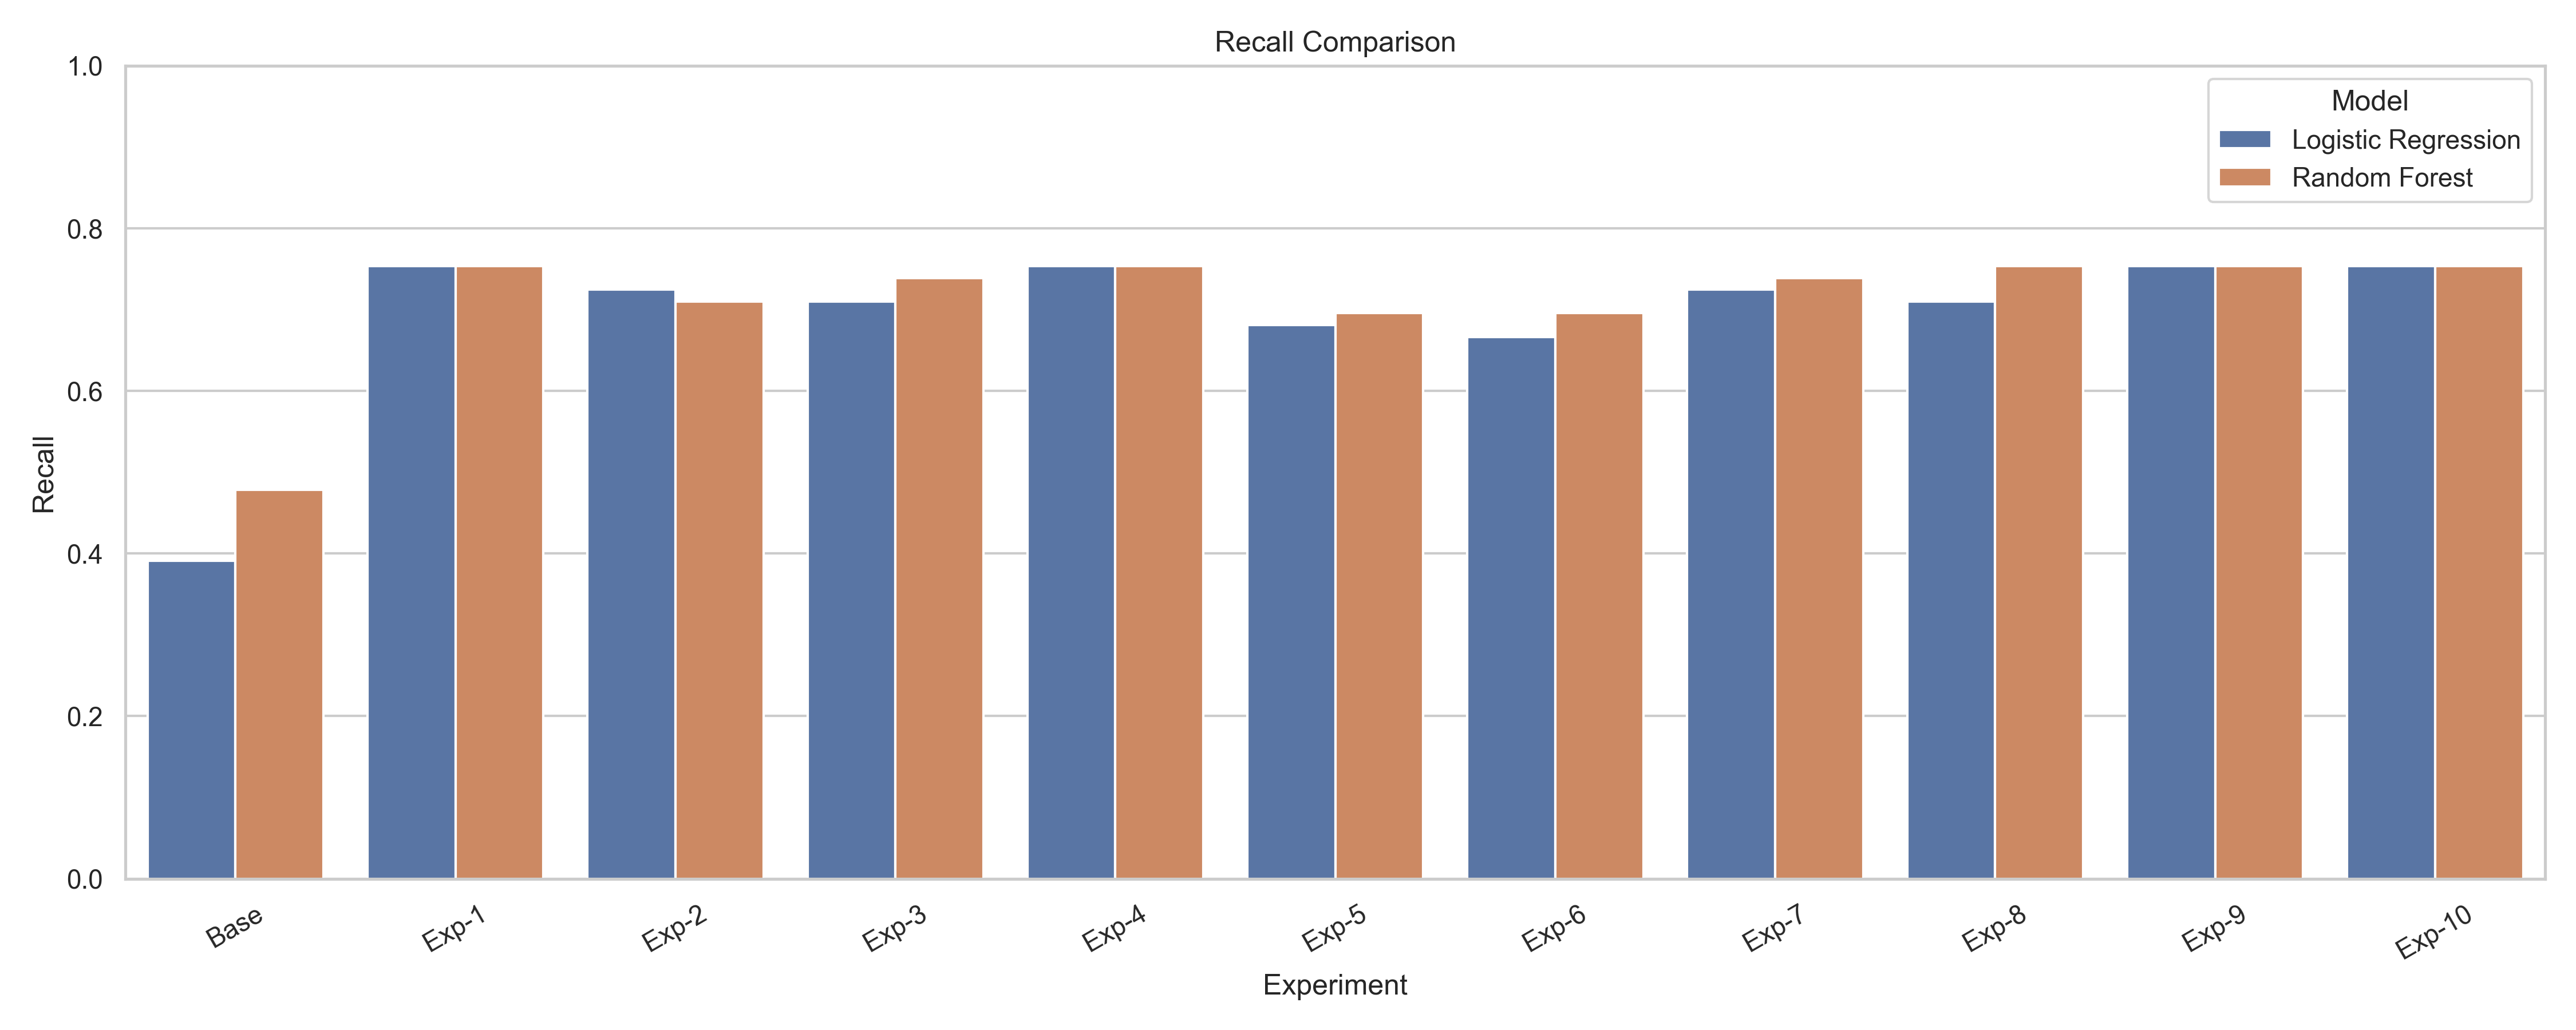 Recall Comparison
1.0
0.8
0.6
0.4
0.2
0.0
Recall
Model
Logistic Regression
Random Forest
Base
Exp-1
Exp-2
Exp-3
Exp-4
Exp-5
Exp-6
Exp-7
Exp-8
Exp-9
Exp-10
Experiment